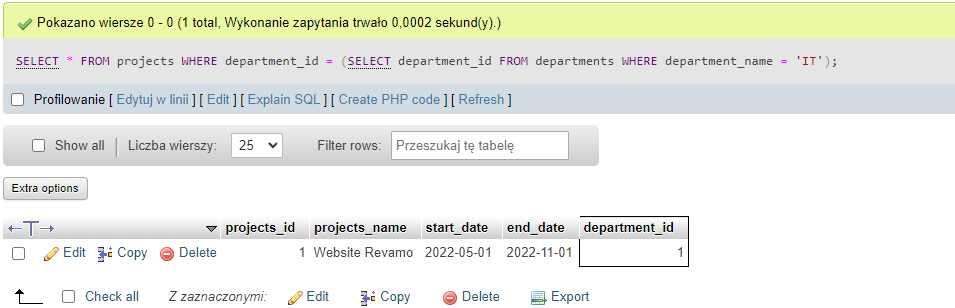 Pokazano wiersze 0 - 0 (1 total, Wykonanie zapytania trwało 0,0002 sekund(y).)
SELECT * FROM projects WHERE department_id = (SELECT department_id FROM departments WHERE department_name = 'IT');
Profilowanie [ Edytuj w linii ] [ Edit ] [ Explain SQL ] [ Create PHP code ] [ Refresh ]
Show all Liczba wierszy: 25 Filter rows: Przeszukaj tę tabelę
Extra options
projects_id projects_name start_date end_date department_id
Edit Copy Delete 1 Website Revamo 2022-05-01 2022-11-01 1
Check all Z zaznaczonymi: Edit Copy Delete Export